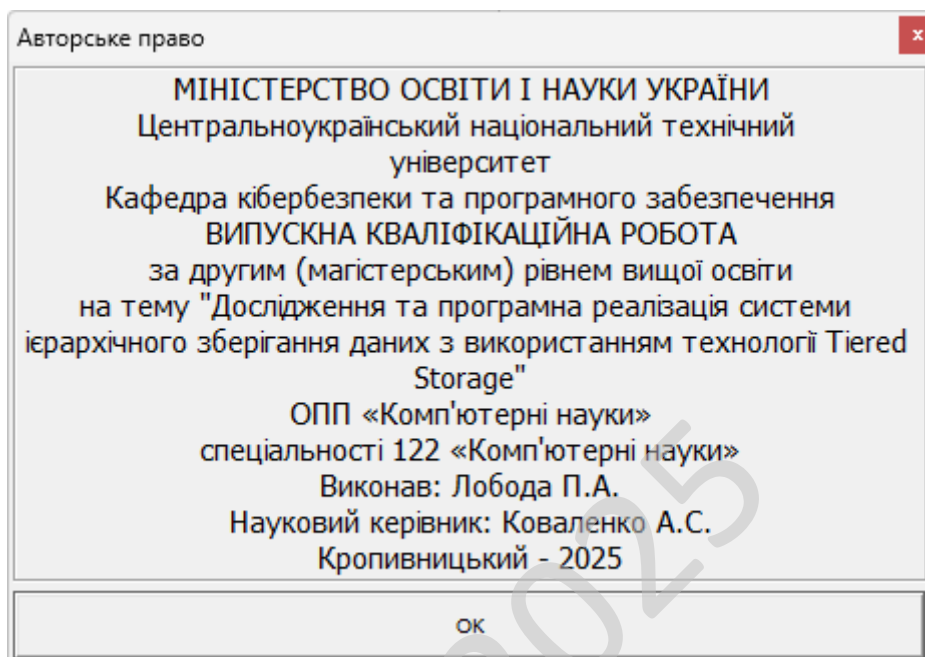 Авторське право
x
МІНІСТЕРСТВО ОСВІТИ І НАУКИ УКРАЇНИ
Центральноукраїнський національний технічний
університет
Кафедра кібербезпеки та програмного забезпечення
ВИПУСКНА КВАЛІФІКАЦІЙНА РОБОТА
за другим (магістерським) рівнем вищої освіти
на тему "Дослідження та програмна реалізація системи
ієрархічного зберігання даних з використанням технології Tiered
Storage"
ОПП «Комп'ютерні науки»
спеціальності 122 «Комп'ютерні науки»
Виконав: Лобода П.А.
Науковий керівник: Коваленко А.С.
Кропивницький - 2025
ОК
2025